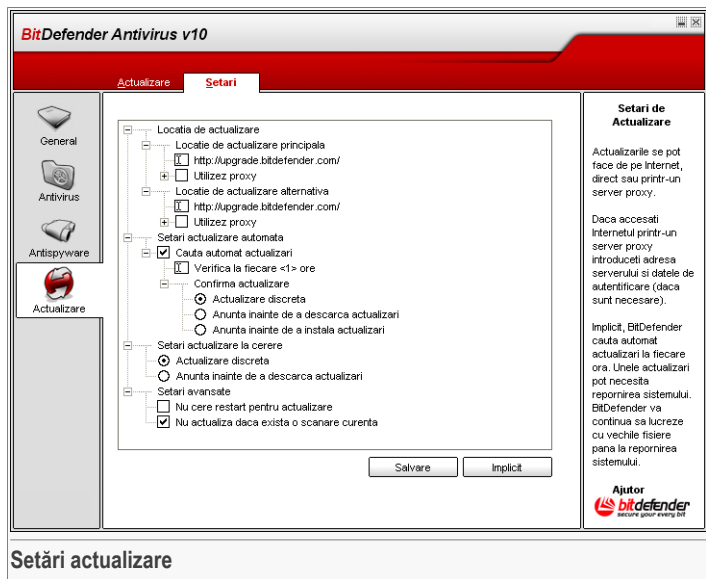 BitDefender Antivirus v10
Actualizare
Setari
General
Antivirus
Antispyware
Actualizare
Locatia de actualizare
Locatie de actualizare principala
http://upgrade.bitdefender.com/
Utilizez proxy
Locatie de actualizare alternativa
http://upgrade.bitdefender.com/
Utilizez proxy
Setari actualizare automata
Cauta automat actualizari
Verifica la fiecare <1> ore
Confirma actualizare
Actualizare discreta
Anunta inainte de a descarca actualizari
Anunta inainte de a instala actualizari
Setari actualizare la cerere
Actualizare discreta
Anunta inainte de a descarca actualizari
Setari avansate
Nu cere restart pentru actualizare
Nu actualiza daca exista o scanare curenta
Salvare
Implicit
Setari de
Actualizare
Actualizarile se pot
face de pe Internet,
direct sau printr-un
server proxy.
Daca accesati
Internetul printr-un
server proxy
introduceti adresa
serverului si datele de
autentificare (daca
sunt necesare).
Implicit, BitDefender
cauta automat
actualizari la fiecare
ora. Unele actualizari
pot necesita
repornirea sistemului.
BitDefender va
continua sa lucreze
cu vechile fisiere
pana la repornirea
sistemului.
Ajutor
bitdefender
secure your every bit
Setări actualizare